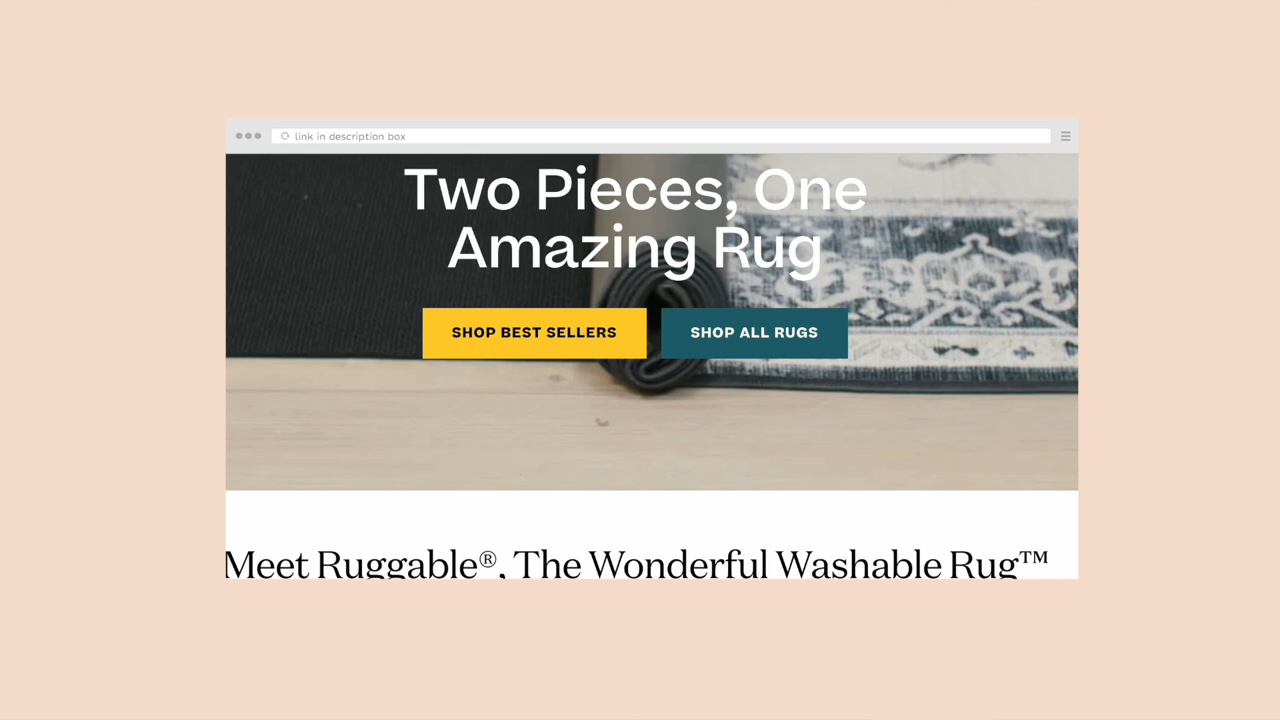 link in description box
Two Pieces, One
Amazing Rug
SHOP BEST SELLERS
SHOP ALL RUGS
Meet Ruggable®, The Wonderful Washable Rug™